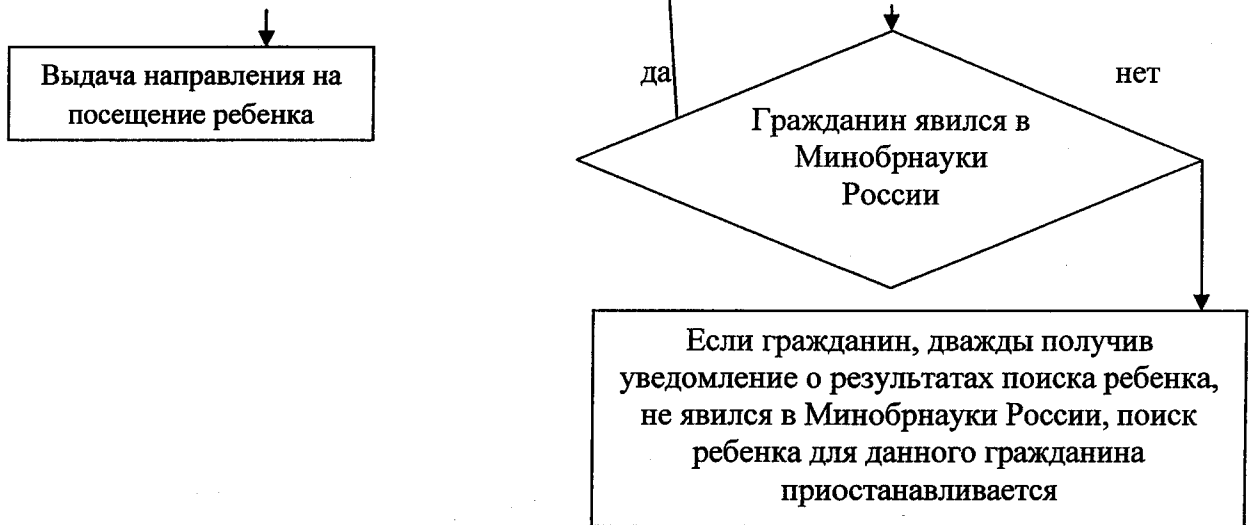 Выдача направления на
посещение ребенка
да
нет
Гражданин явился в
Минобрнауки
России
Если гражданин, дважды получив
уведомление о результатах поиска ребенка,
не явился в Минобрнауки России, поиск
ребенка для данного гражданина
приостанавливается